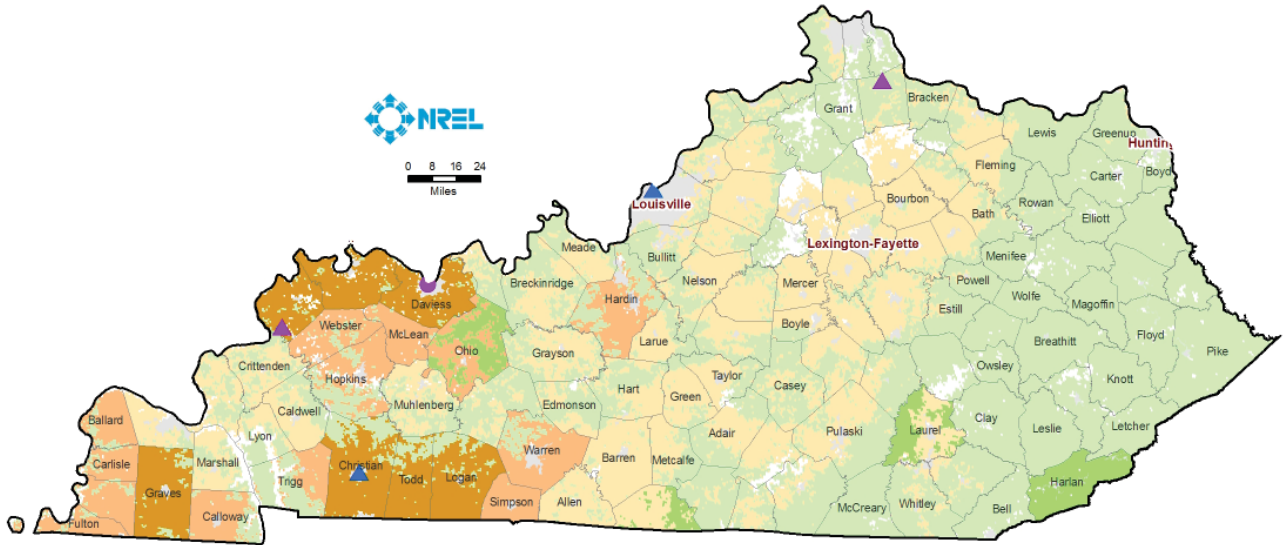 NREL
0 8 16 24
Miles
Grant
Bracken
Lewis
Greenup
Huntin
Fleming
Carter
Boyd
Louisville
Bourbon
Rowan
Bath
Elliott
Lexington-Fayette
Meade
Bullitt
Menifee
Breckinridge
Nelson
Mercer
Powell
Hardin
Wolfe
Magoffin
Daviess
Estill
Webster
McLean
Boyle
Floyd
Ohio
Larue
Breathitt
Pike
Grayson
Crittenden
Owsley
Hopkins
Taylor
Knott
Hart
Casey
Green
Muhlenberg
Edmonson
Caldwell
Clay
Ballard
Laurel
Leslie
Letcher
Lyon
Adair
Pulaski
Warren
Barren
Metcalfe
Carlisle
Marshall
Christian
Todd
Logan
Trigg
Harlan
Graves
Simpson
Allen
McCreary
Whitley
Bell
Calloway
Fulton